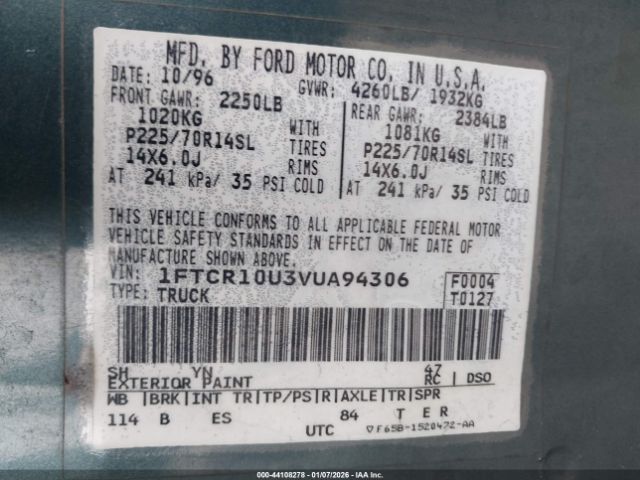 MFD. BY FORD MOTOR CO. IN U.S.A.
DATE: 10/96 GVWR: 4260LB/ 1932KG
FRONT GAWR: 2250LB REAR GAWR: 2384LB
1020KG WITH 1081KG WITH
P225/70R14SL TIRES P225/70R14SL TIRES
14X6.0J RIMS 14X6.0J RIMS
AT 241 kPa/ 35 PSI COLD AT 241 kPa/ 35 PSI COLD
THIS VEHICLE CONFORMS TO ALL APPLICABLE FEDERAL MOTOR
VEHICLE SAFETY STANDARDS IN EFFECT ON THE DATE OF
MANUFACTURE SHOWN ABOVE.
VIN: 1FTCR10U3VUA94306 F0004
TYPE: TRUCK T0127
SH YN 47
EXTERIOR PAINT RC DSO
WB |BRK|INT TR|TP/PS|R|AXLE|TR|SPR
114 B ES 84 T E R
UTC ▽F65B-1520472-AA
000-44108278 — 01/07/2026 — IAAI.COM